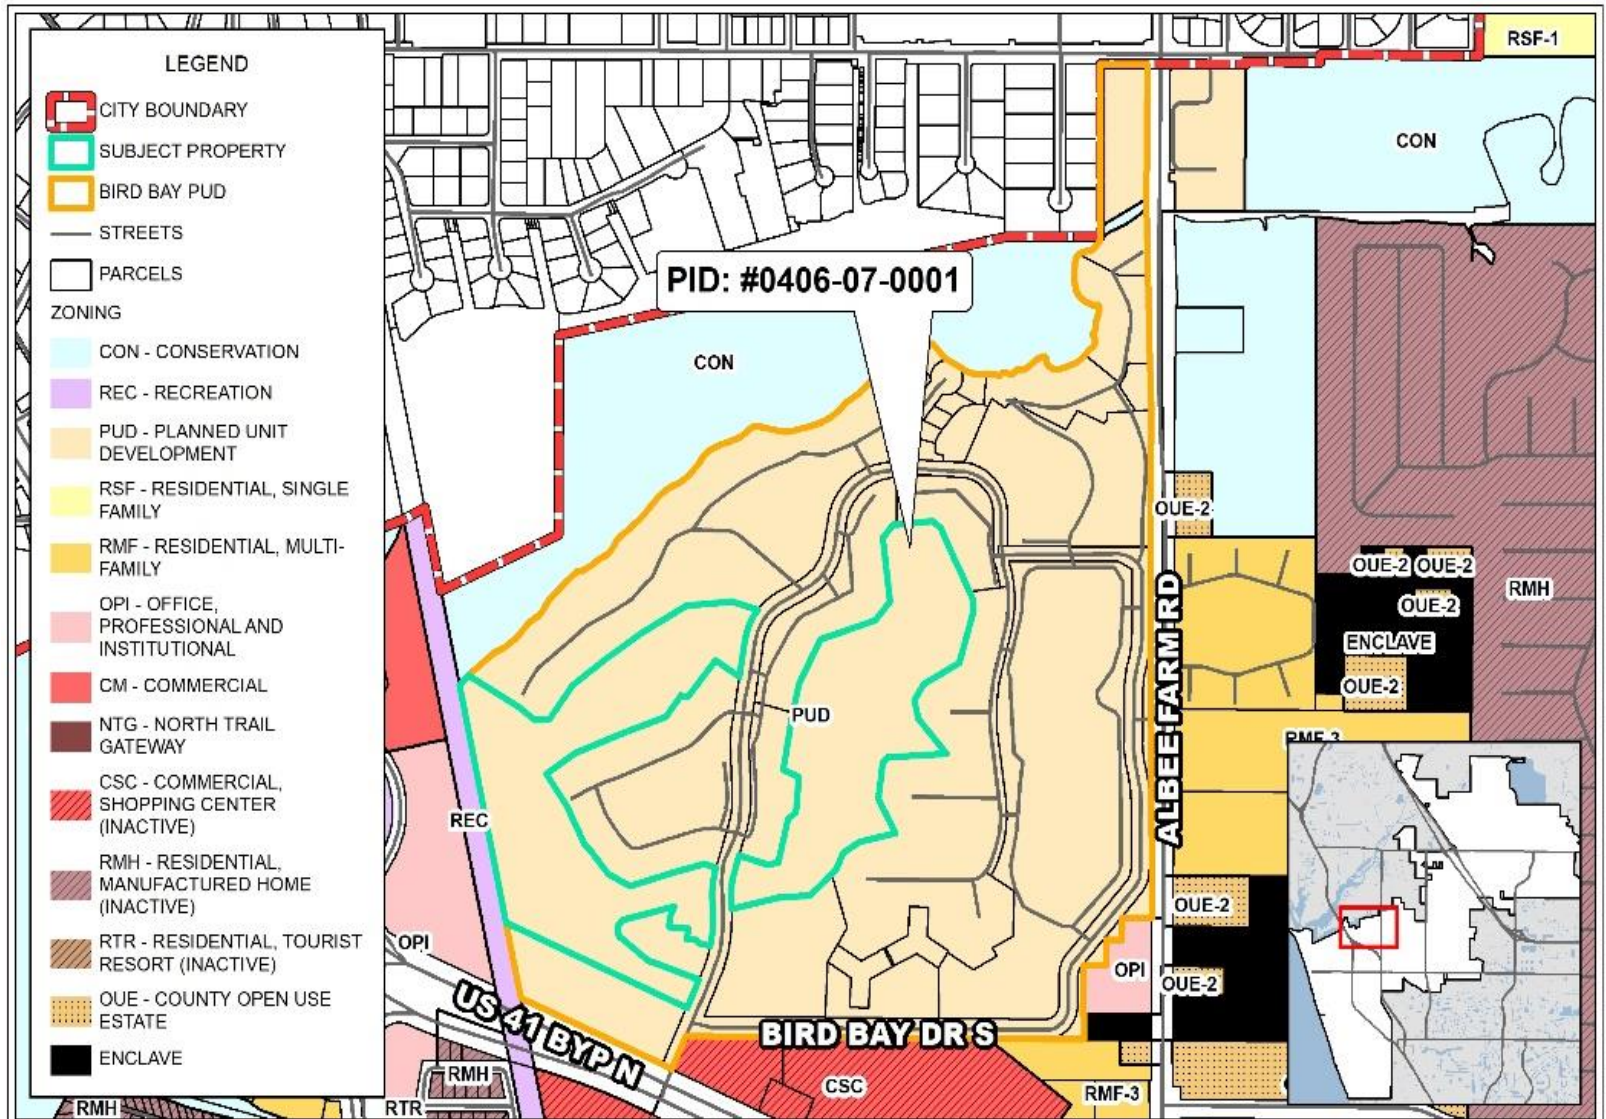 LEGEND
CITY BOUNDARY
SUBJECT PROPERTY
BIRD BAY PUD
STREETS
PARCELS
ZONING
CON - CONSERVATION
REC - RECREATION
PUD - PLANNED UNIT
DEVELOPMENT
RSF - RESIDENTIAL, SINGLE
FAMILY
RMF - RESIDENTIAL, MULTI-
FAMILY
OPI - OFFICE,
PROFESSIONAL AND
INSTITUTIONAL
CM - COMMERCIAL
NTG - NORTH TRAIL
GATEWAY
CSC - COMMERCIAL,
SHOPPING CENTER
(INACTIVE)
RMH - RESIDENTIAL,
MANUFACTURED HOME
(INACTIVE)
RTR - RESIDENTIAL, TOURIST
RESORT (INACTIVE)
OUE - COUNTY OPEN USE
ESTATE
ENCLAVE
RSF-1
CON
PID: #0406-07-0001
CON
OUE-2
OUE-2
OUE-2
RMH
OUE-2
ENCLAVE
OUE-2
ALBEE FARM RD
PUD
RMF-3
REC
OUE-2
OPI
OPI
OUE-2
US 41 BYP N
BIRD BAY DR S
RMH
CSC
RMF-3
RMH
RTR